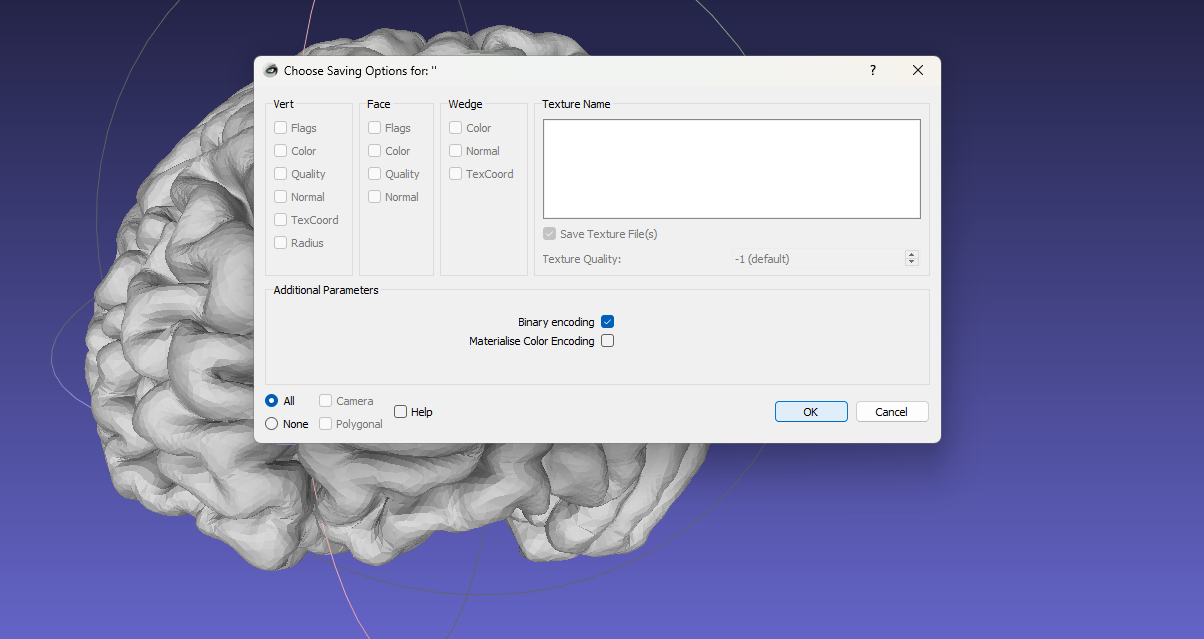 Choose Saving Options for: ''
?
Vert
Flags
Color
Quality
Normal
TexCoord
Radius
Face
Flags
Color
Quality
Normal
Wedge
Color
Normal
TexCoord
Texture Name
Save Texture File(s)
Texture Quality: -1 (default)
Additional Parameters
Binary encoding
Materialise Color Encoding
All
None
Camera
Polygonal
Help
OK
Cancel